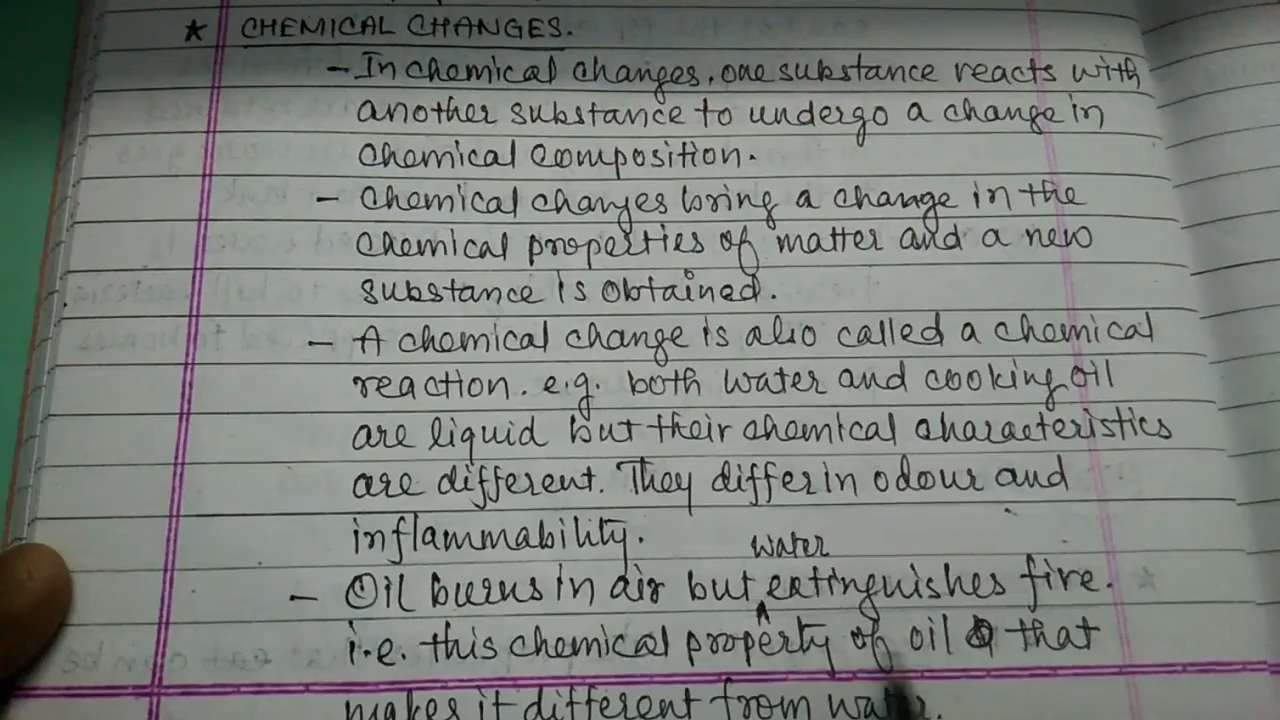 ★ CHEMICAL CHANGES.
- In chemical changes, one substance reacts with
another substance to undergo a change in
chemical composition.
- Chemical changes bring a change in the
chemical properties of matter and a new
substance is obtained.
- A chemical change is also called a chemical
reaction. e.g. both water and cooking oil
are liquid but their chemical characteristics
are different. They differ in odour and
inflammability.
water
- Oil burns in air but ^ extinguishes fire.
i.e. this chemical property of oil that
makes it different from water.